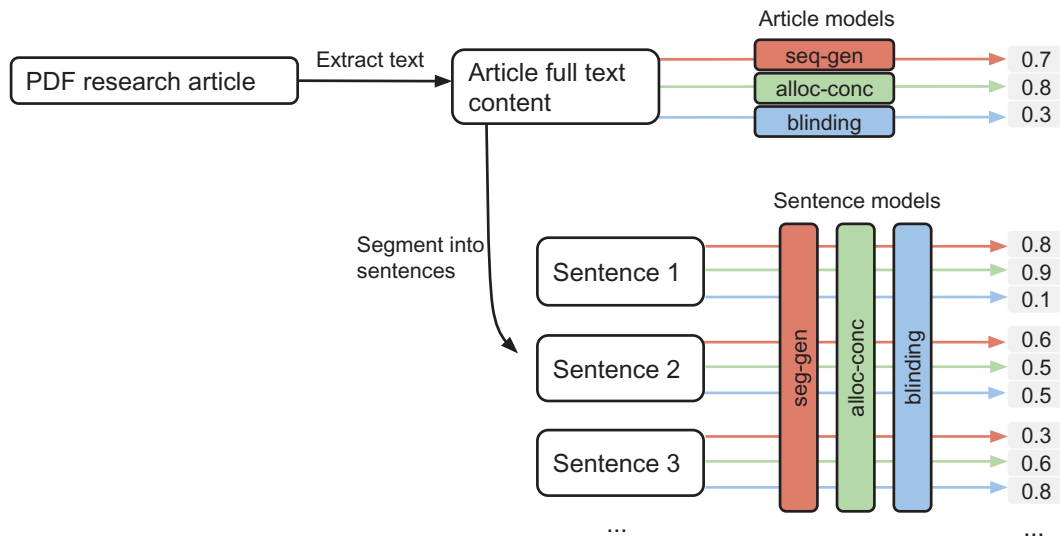 Article models
PDF research article
Extract text
Article full text
content
seq-gen
0.7
alloc-conc
0.8
blinding
0.3
Sentence models
Segment into
sentences
Sentence 1
Sentence 2
Sentence 3
...
seg-gen
alloc-conc
blinding
0.8
0.9
0.1
0.6
0.5
0.5
0.3
0.6
0.8
...